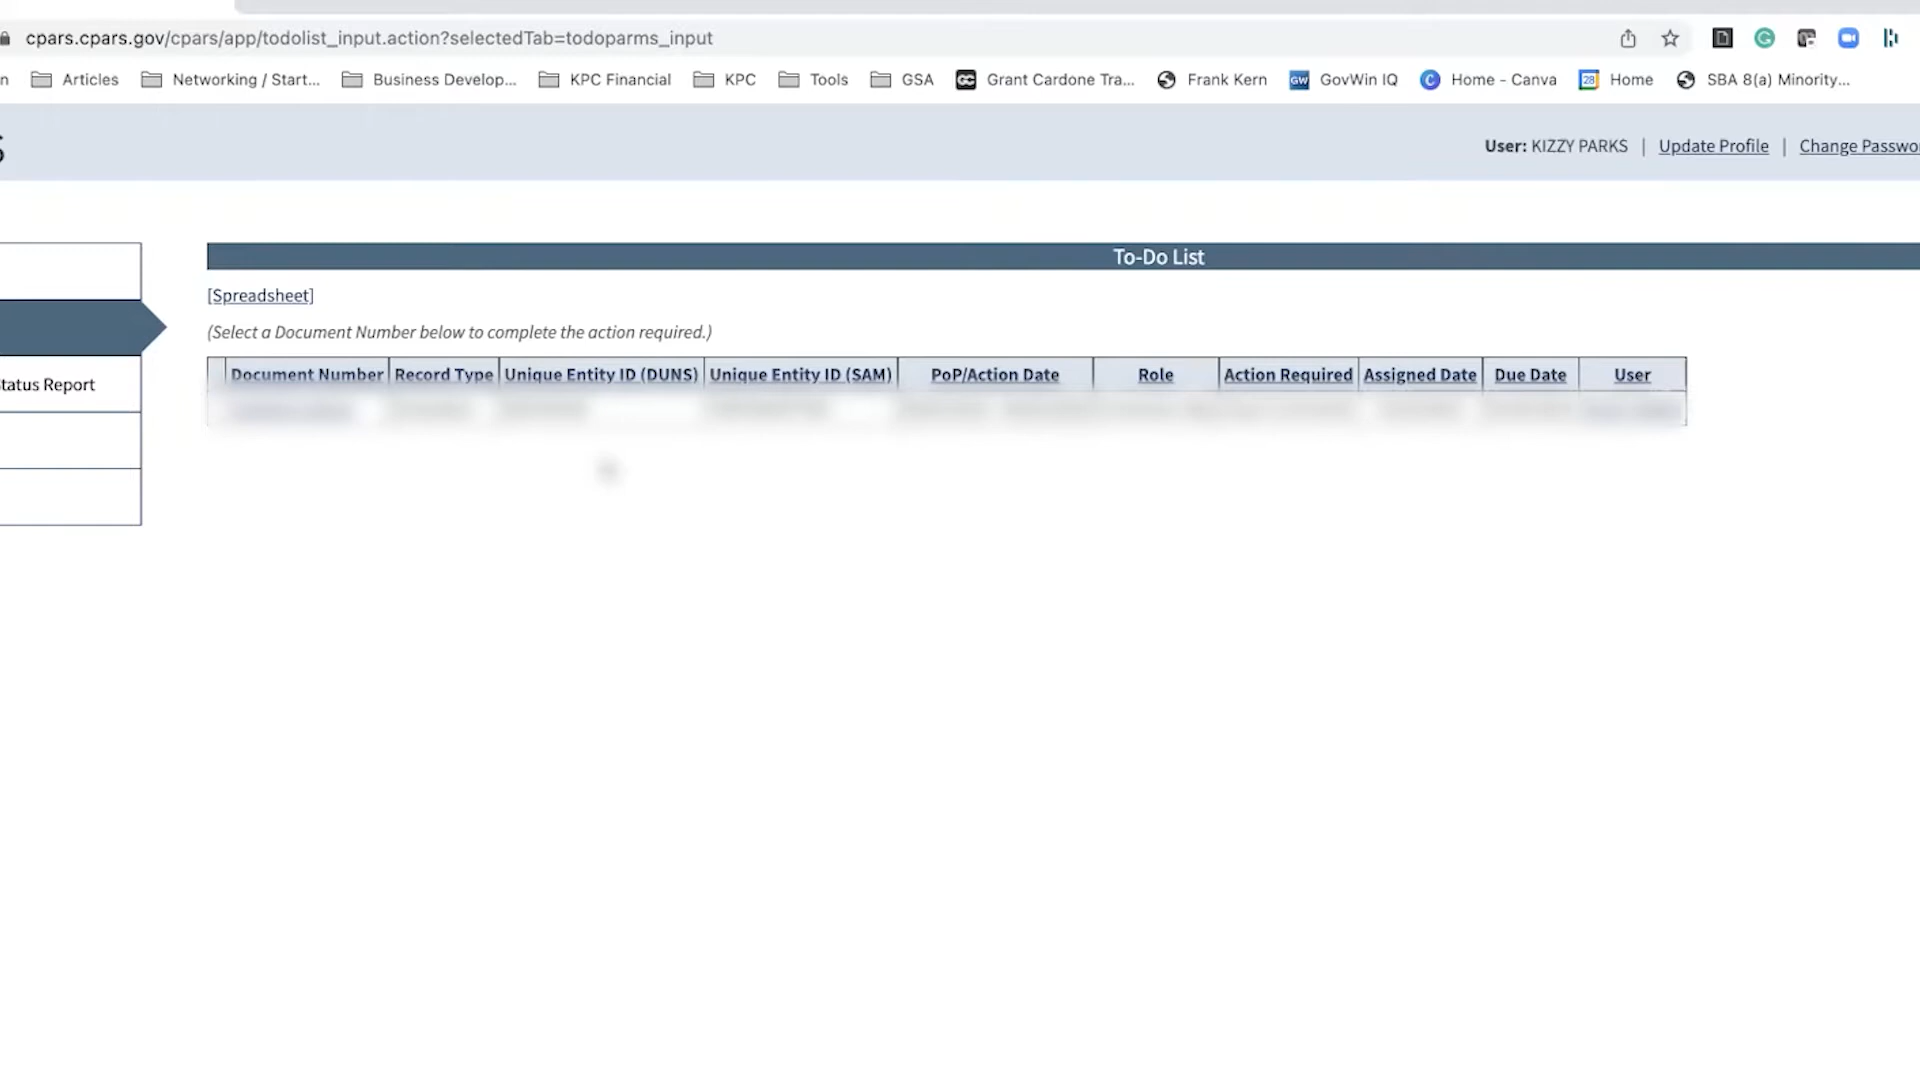 cpars.cpars.gov/cpars/app/todolist_input.action?selectedTab=todoparms_input
n Articles Networking / Start... Business Develop... KPC Financial KPC Tools GSA Grant Cardone Tra... Frank Kern GW GovWin IQ Home - Canva 28 Home SBA 8(a) Minority...
S User: KIZZY PARKS | Update Profile | Change Passwo
To-Do List
[Spreadsheet]
(Select a Document Number below to complete the action required.)
Document Number Record Type Unique Entity ID (DUNS) Unique Entity ID (SAM) PoP/Action Date Role Action Required Assigned Date Due Date User
tatus Report